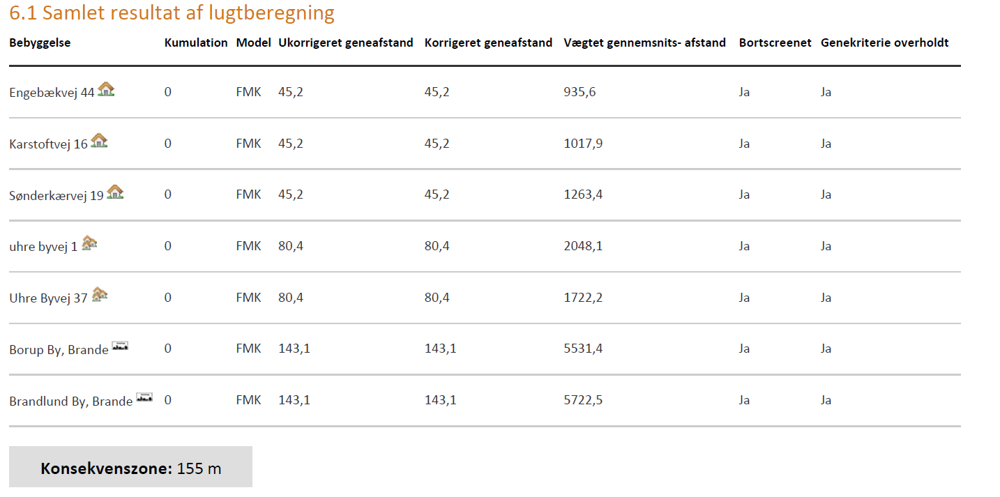 6.1 Samlet resultat af lugtberegning
Bebyggelse Kumulation Model Ukorrigeret geneafstand Korrigeret geneafstand Vægtet gennemsnits- afstand Bortscreenet Genekriterie overholdt
Engebækvej 44 0 FMK 45,2 45,2 935,6 Ja Ja
Karstoftvej 16 0 FMK 45,2 45,2 1017,9 Ja Ja
Sønderkærvej 19 0 FMK 45,2 45,2 1263,4 Ja Ja
uhre byvej 1 0 FMK 80,4 80,4 2048,1 Ja Ja
Uhre Byvej 37 0 FMK 80,4 80,4 1722,2 Ja Ja
Borup By, Brande 0 FMK 143,1 143,1 5531,4 Ja Ja
Brandlund By, Brande 0 FMK 143,1 143,1 5722,5 Ja Ja
Konsekvenszone: 155 m